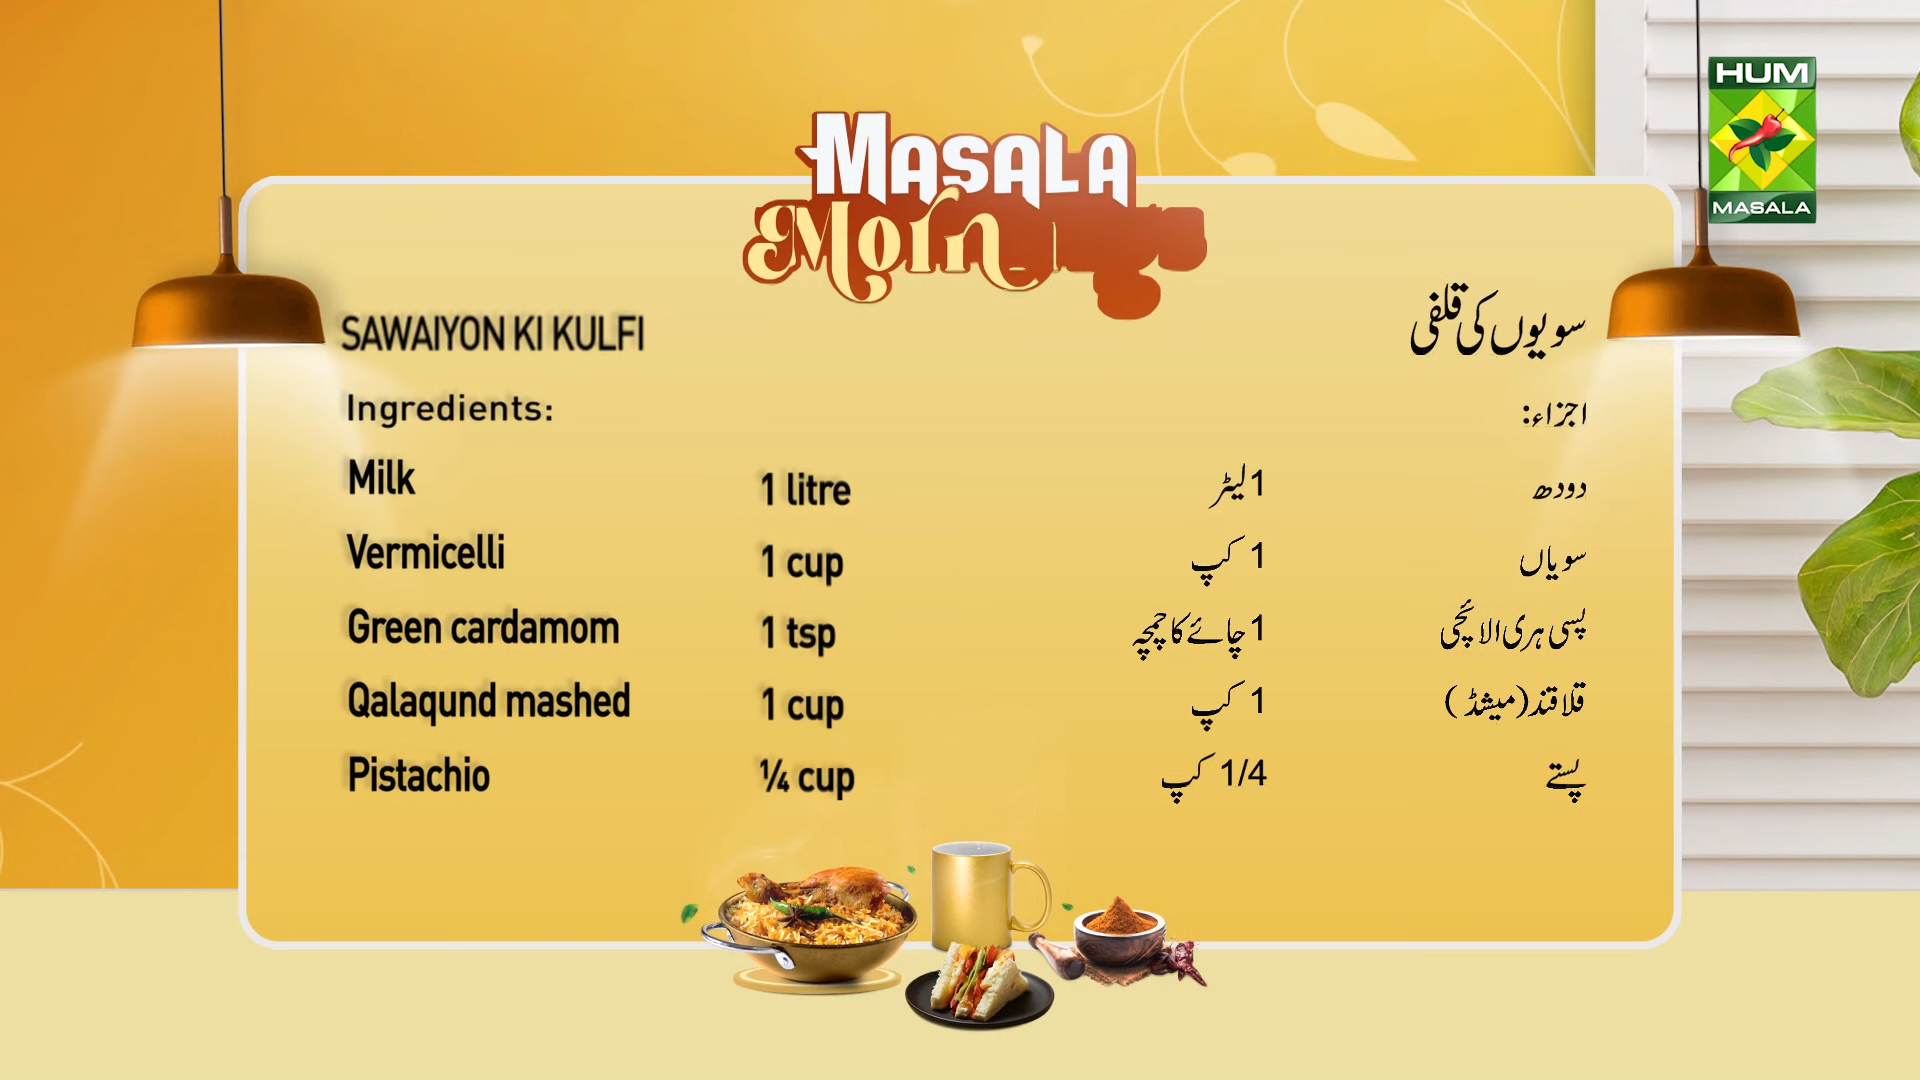 HUM
MASALA
MASALA
Morn
SAWAIYON KI KULFI سویوں کی قلفی
Ingredients: اجزاء:
Milk 1 litre 1 لیٹر دودھ
Vermicelli 1 cup 1 کپ سویاں
Green cardamom 1 tsp 1 چائے کا چمچہ پسی ہری الائچی
Qalaqund mashed 1 cup 1 کپ قلاقند (میشڈ)
Pistachio ¼ cup 1/4 کپ پستے